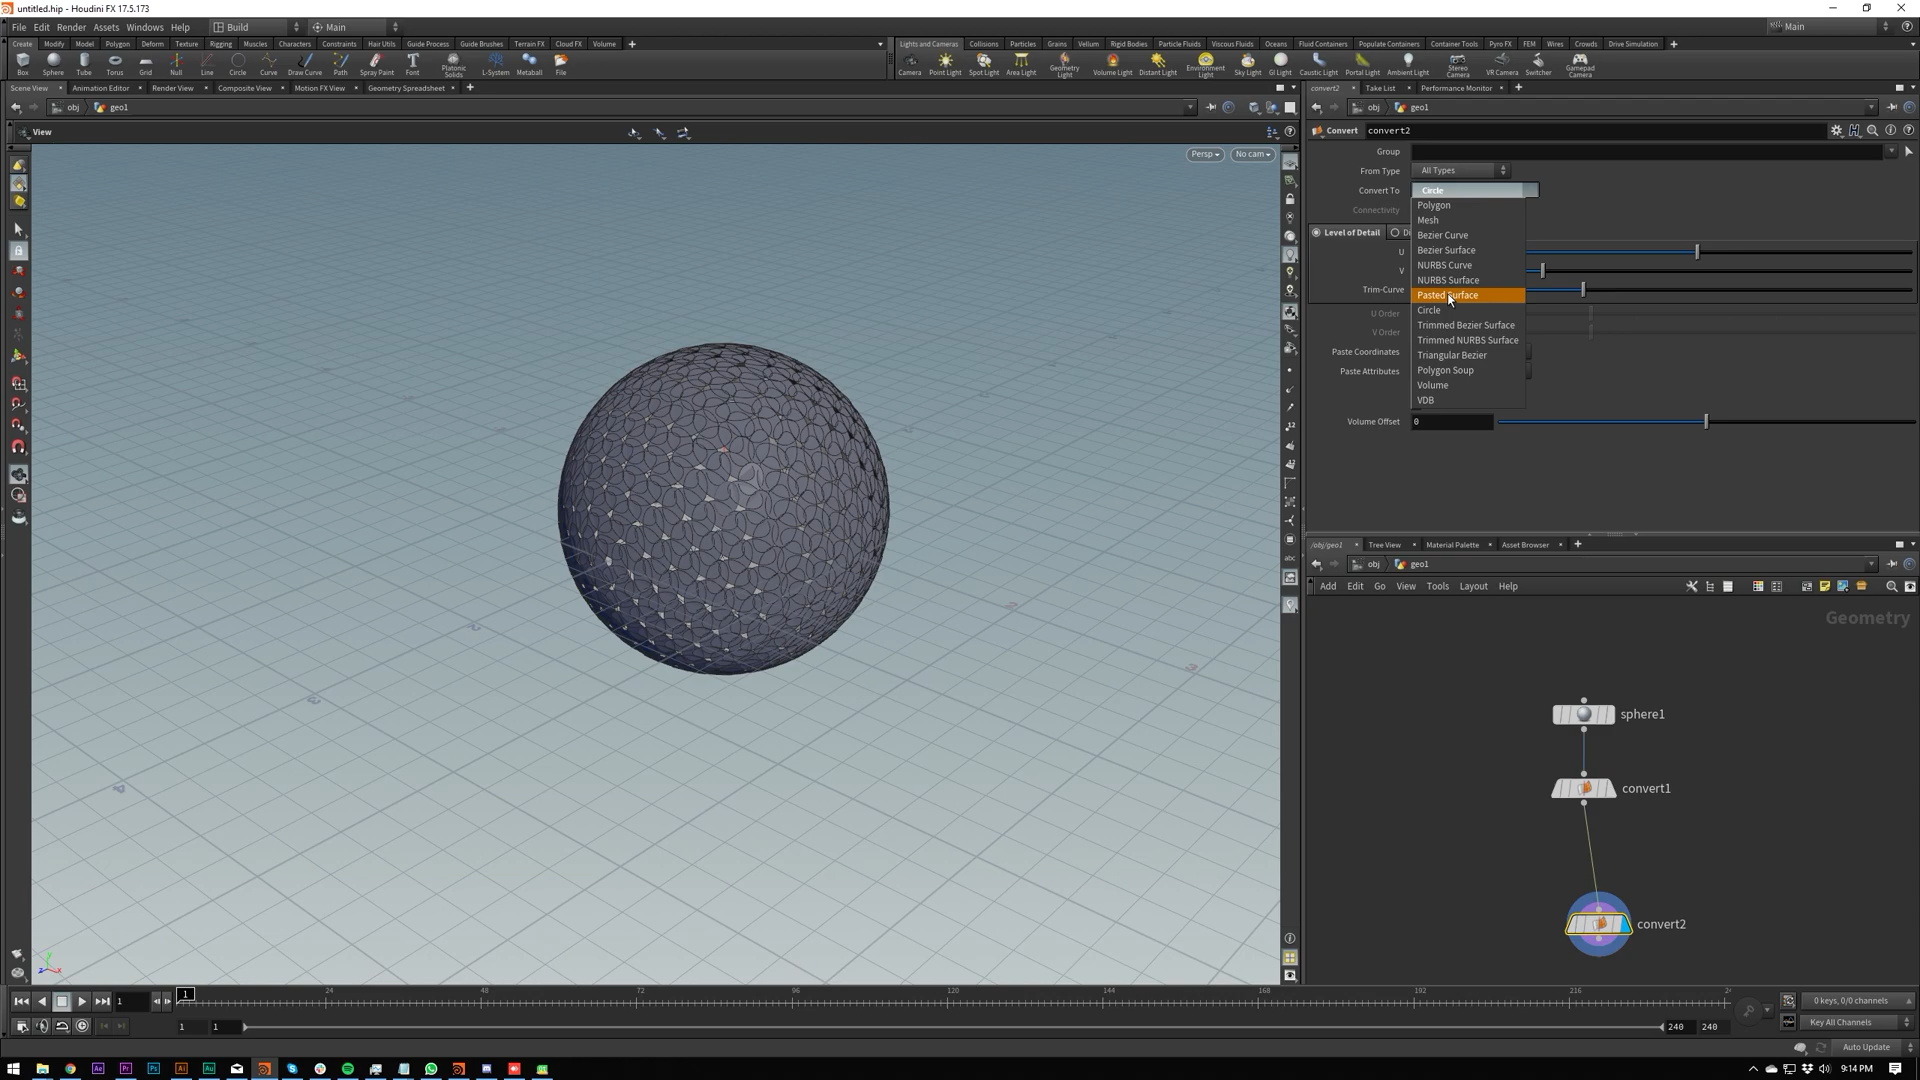 untitled.hip - Houdini FX 17.5.173
File Edit Render Assets Windows Help Build Main Main
Create Modify Model Polygon Deform Texture Rigging Muscles Characters Constraints Hair Utils Guide Process Guide Brushes Terrain FX Cloud FX Volume
Lights and Cameras Collisions Particles Grains Vellum Rigid Bodies Particle Fluids Viscous Fluids Oceans Fluid Containers Populate Containers Container Tools Pyro FX FEM Wires Crowds Drive Simulation
Box Sphere Tube Torus Grid Null Line Circle Curve Draw Curve Path Spray Paint Font Platonic Solids L-System Metaball File
Camera Point Light Spot Light Area Light Geometry Light Volume Light Distant Light Environment Light Sky Light GI Light Caustic Light Portal Light Ambient Light Stereo Camera VR Camera Switcher Gamepad Camera
Scene View Animation Editor Render View Composite View Motion FX View Geometry Spreadsheet
convert2 Take List Performance Monitor
obj geo1
obj geo1
View
Persp No cam
Convert convert2
Group
From Type All Types
Convert To Circle
Connectivity
Polygon
Mesh
Bezier Curve
Bezier Surface
NURBS Curve
NURBS Surface
Pasted Surface
Circle
Trimmed Bezier Surface
Trimmed NURBS Surface
Triangular Bezier
Polygon Soup
Volume
VDB
Level of Detail
U
V
Trim-Curve
U Order
V Order
Paste Coordinates
Paste Attributes
Volume Offset 0
/obj/geo1 Tree View Material Palette Asset Browser
obj geo1
Add Edit Go View Tools Layout Help
Geometry
sphere1
convert1
convert2
1 1 24 48 72 96 120 144 168 192 216
0 keys, 0/0 channels
1 1 240 240 Key All Channels
Auto Update
9:14 PM